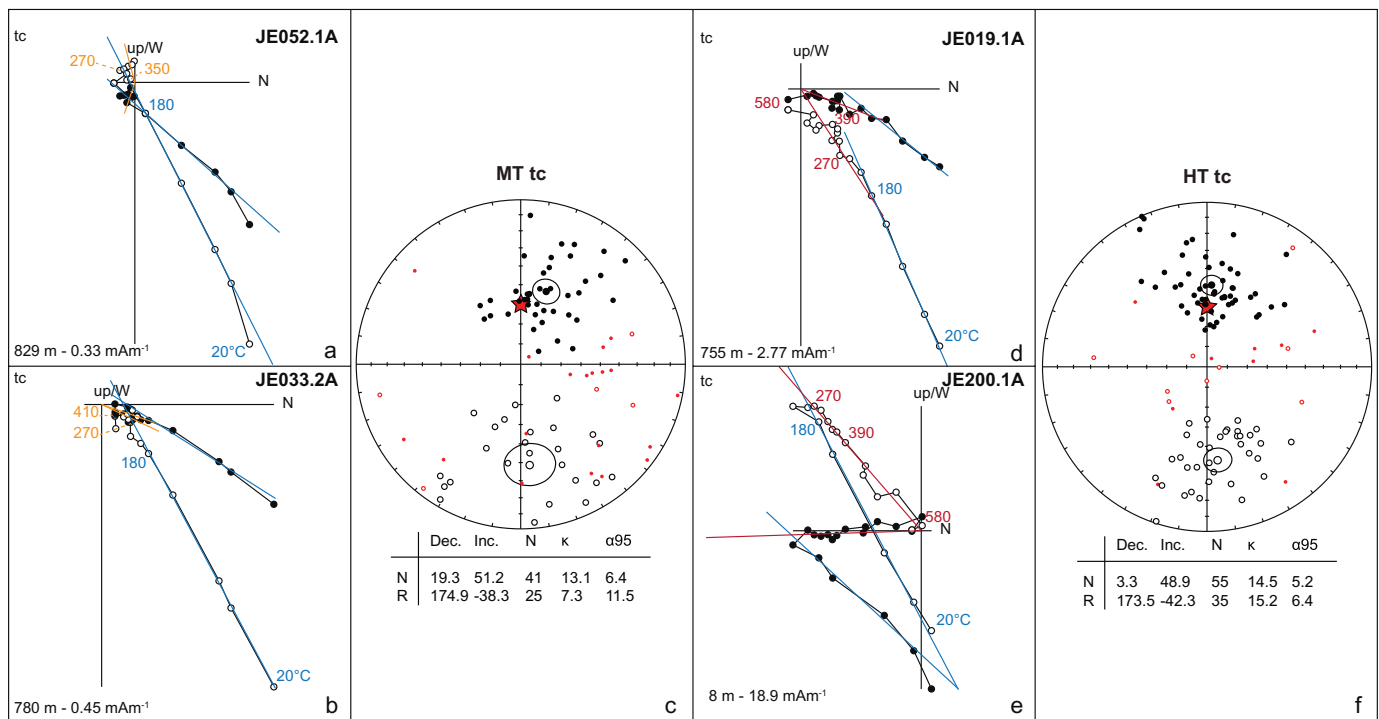 tc
JE052.1A
up/W
270
350
N
180
20°C
829 m - 0.33 mAm⁻¹
a
tc
JE033.2A
up/W
N
410
270
180
20°C
780 m - 0.45 mAm⁻¹
b
MT tc
Dec. Inc. N κ α95
N 19.3 51.2 41 13.1 6.4
R 174.9 -38.3 25 7.3 11.5
c
tc
JE019.1A
up/W
N
580
390
270
180
20°C
755 m - 2.77 mAm⁻¹
d
tc
JE200.1A
up/W
270
180
390
580
N
20°C
8 m - 18.9 mAm⁻¹
e
HT tc
Dec. Inc. N κ α95
N 3.3 48.9 55 14.5 5.2
R 173.5 -42.3 35 15.2 6.4
f